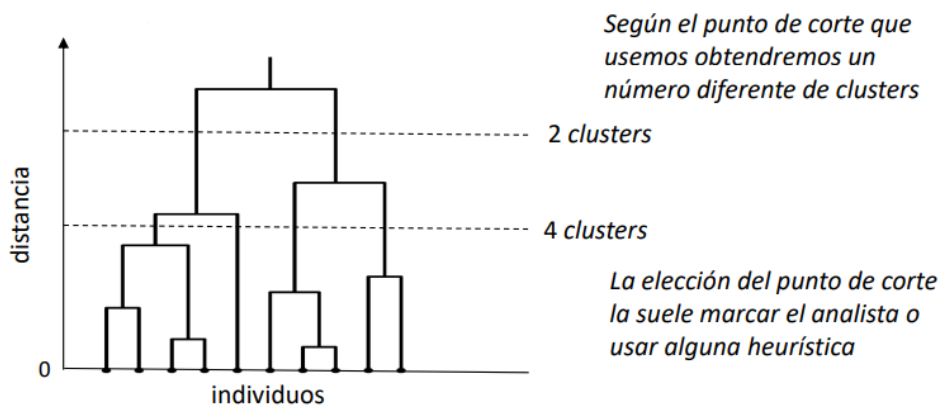 Según el punto de corte que
usemos obtendremos un
número diferente de clusters
2 clusters
4 clusters
distancia
La elección del punto de corte
la suele marcar el analista o
usar alguna heurística
0
individuos